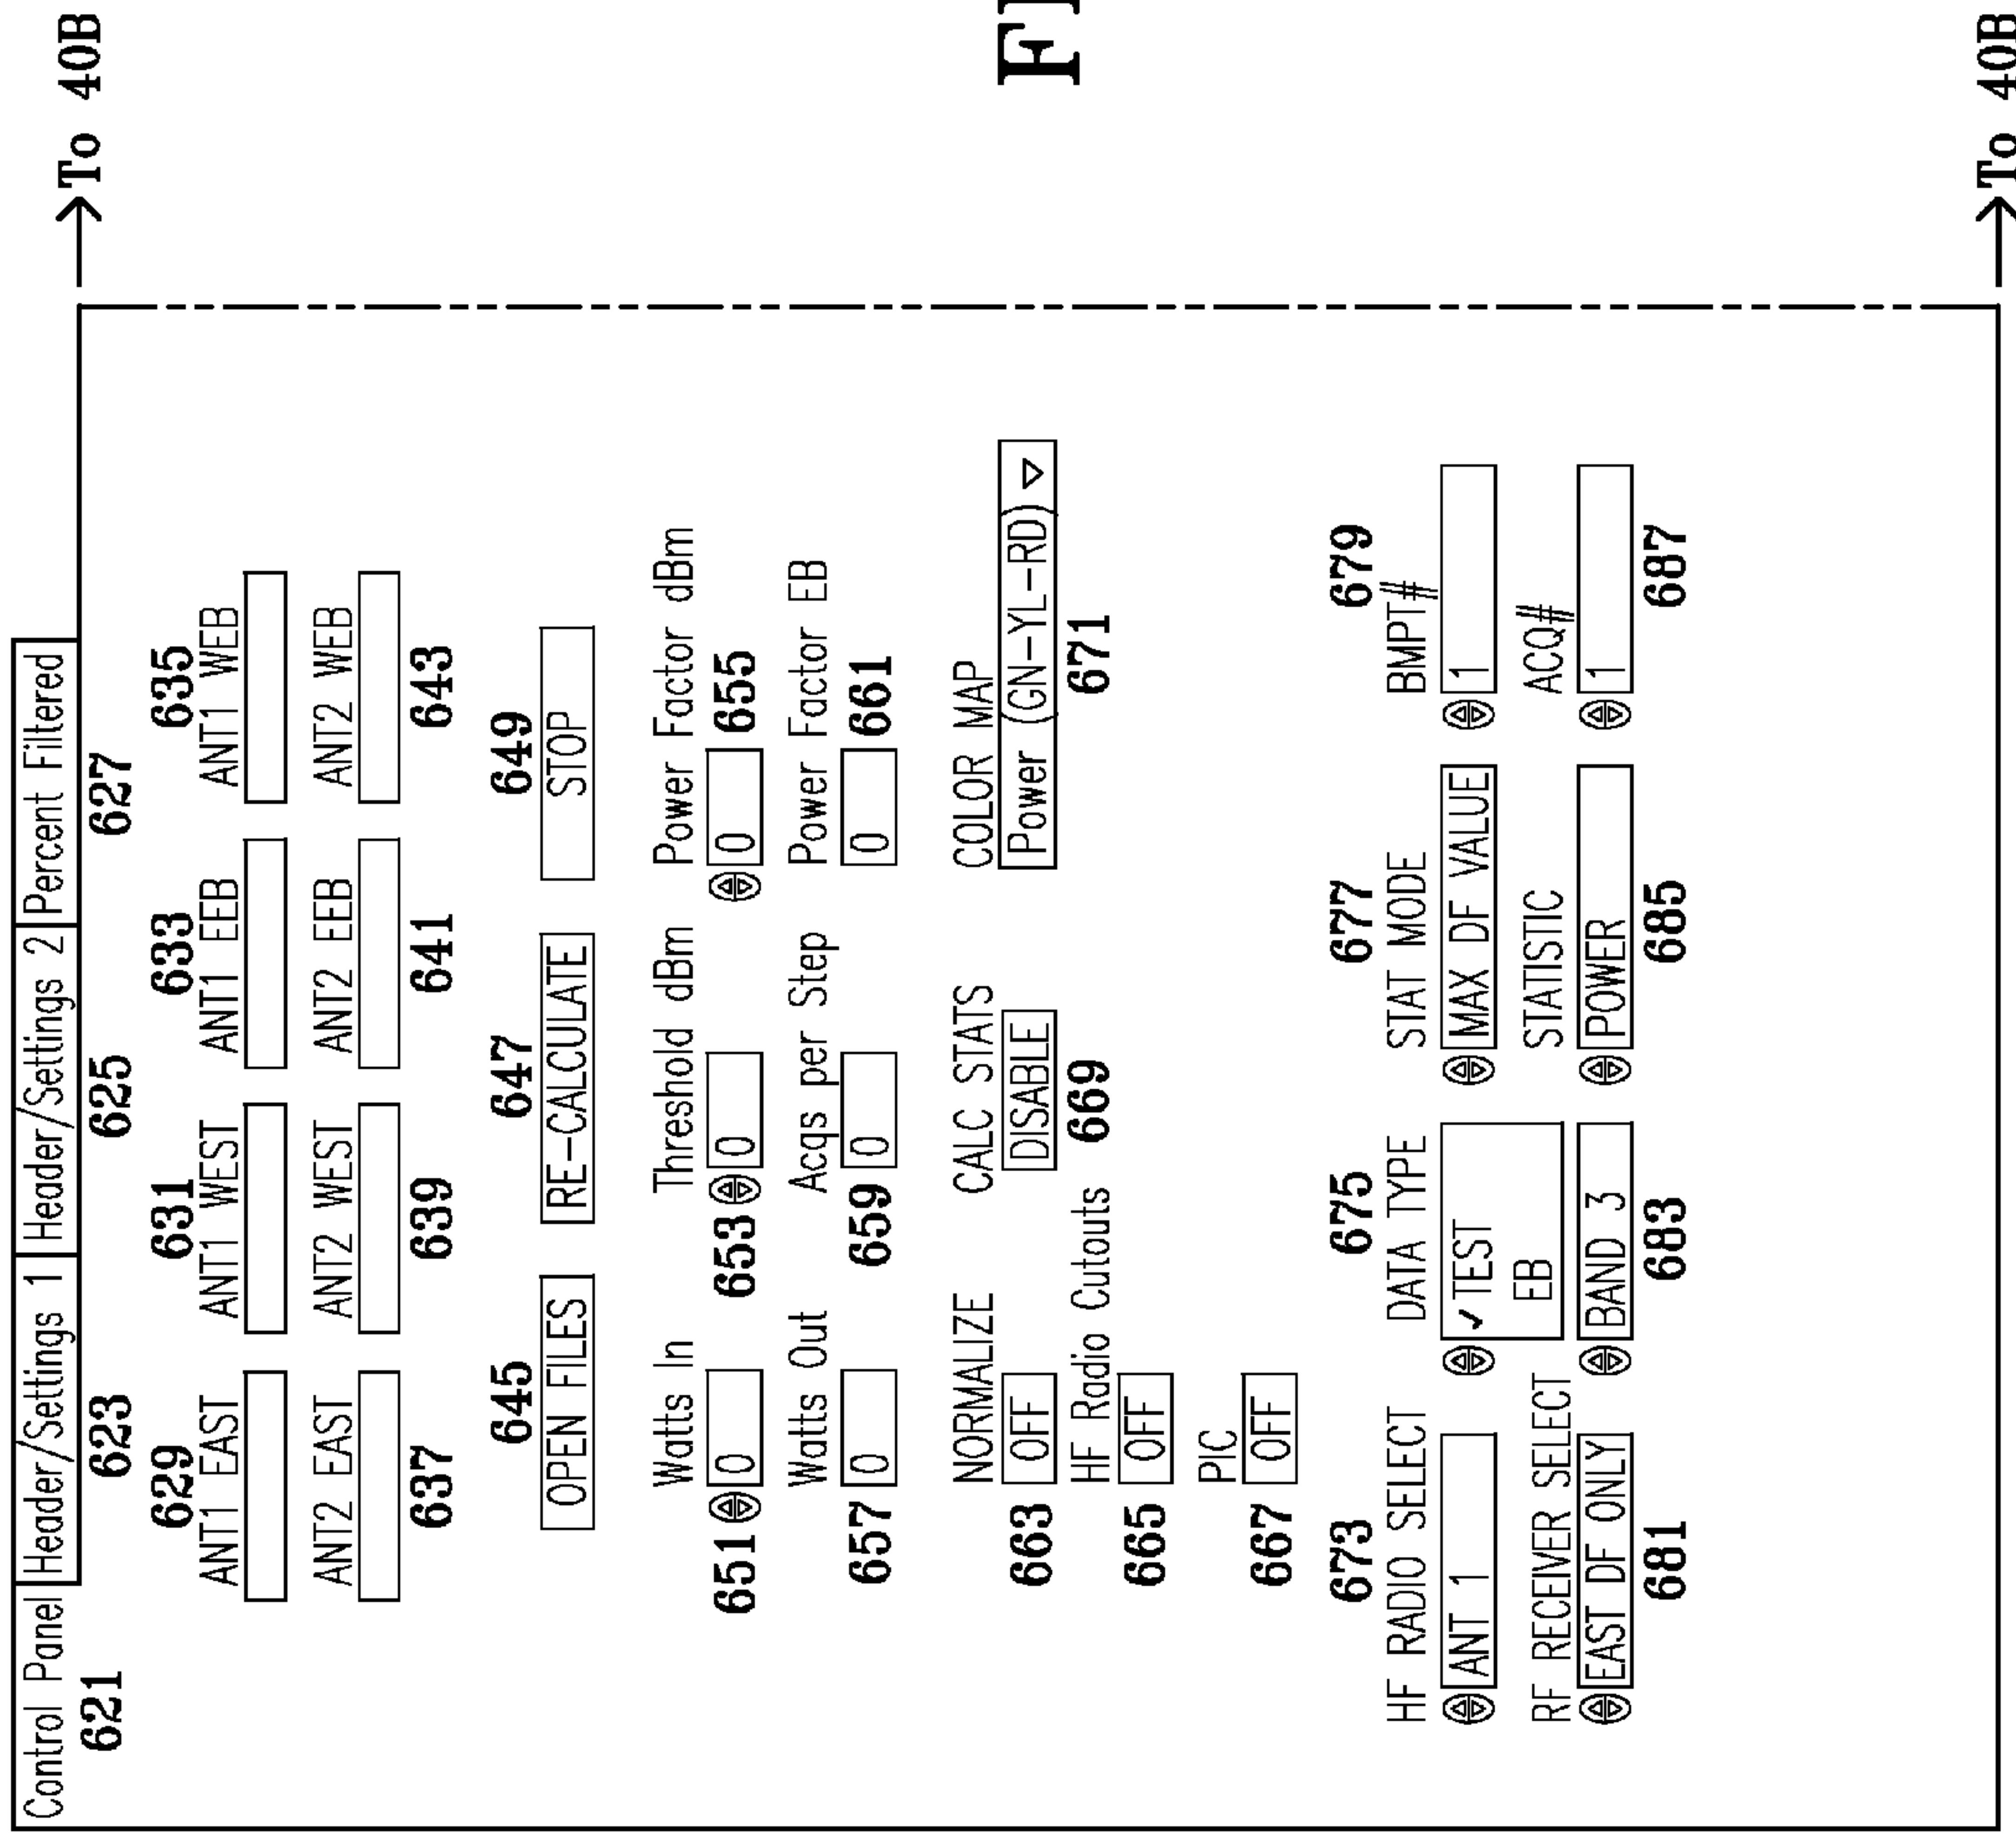 Control Panel Header/Settings 1 Header/Settings 2 Percent Filtered
621 623 625 627
→To 40B
629 631 633 635
ANT1 EAST ANT1 WEST ANT1 EEB ANT1 WEB
ANT2 EAST ANT2 WEST ANT2 EEB ANT2 WEB
637 639 641 643
645 647 649
OPEN FILES RE-CALCULATE STOP
Watts In Threshold dBm Power Factor dBm
651 0 653 0 0 655
Watts Out Acqs per Step Power Factor EB
657 0 659 0 0 661
NORMALIZE CALC STATS COLOR MAP
663 OFF DISABLE Power (GN-YL-RD)
HF Radio Cutouts 669 671
665 OFF
PIC
667 OFF
673 675 677 679
HF RADIO SELECT DATA TYPE STAT MODE BMPT#
ANT 1 ✓TEST MAX DF VALUE 1
EB
RF RECEIVER SELECT STATISTIC ACQ#
EAST DF ONLY BAND 3 POWER 1
681 683 685 687
→To 40B